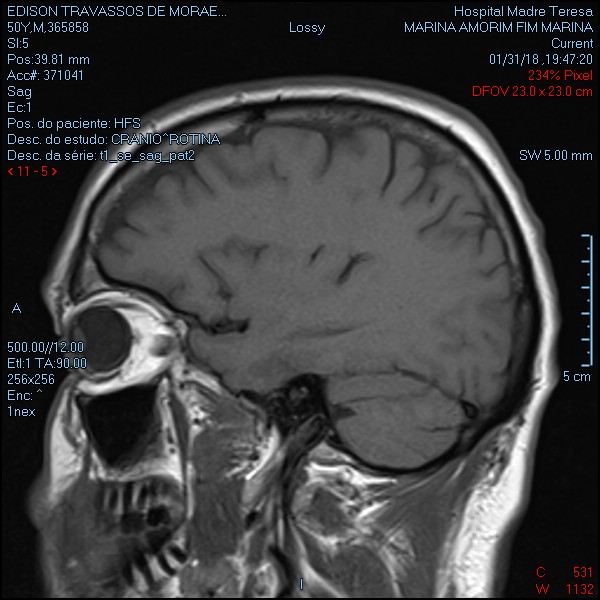 EDISON TRAVASSOS DE MORAE...
50Y,M,365858
Sl:5
Pos:39.81 mm
Acc#: 371041
Sag
Ec:1
Pos. do paciente: HFS
Desc. do estudo: CRANIO^ROTINA
Desc. da série: t1_se_sag_pat2
< 11 - 5 >
Lossy
Hospital Madre Teresa
MARINA AMORIM FIM MARINA
Current
01/31/18 ,19:47:20
234% Pixel
DFOV 23.0 x 23.0 cm
SW 5.00 mm
A
500.00//12.00
Etl:1 TA:90.00
256x256
Enc: ^
1nex
5 cm
I
C 531
W 1132